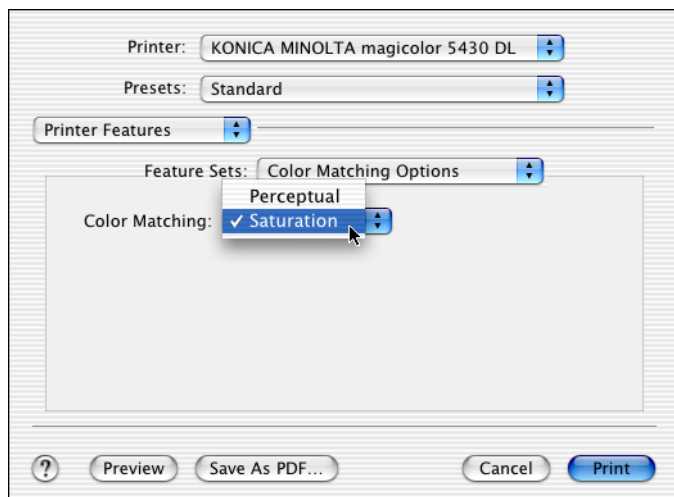 Printer: KONICA MINOLTA magicolor 5430 DL
Presets: Standard
Printer Features
Feature Sets: Color Matching Options
Perceptual
Color Matching: ✓ Saturation
? Preview Save As PDF... Cancel Print